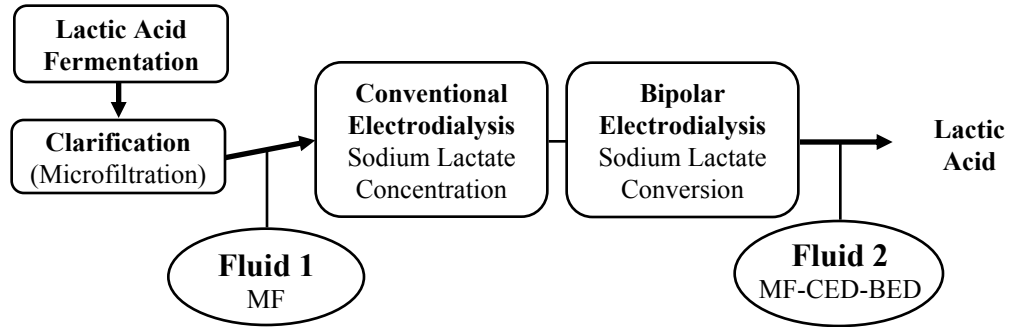 Lactic Acid
Fermentation
Clarification
(Microfiltration)
Conventional
Electrodialysis
Sodium Lactate
Concentration
Bipolar
Electrodialysis
Sodium Lactate
Conversion
Lactic
Acid
Fluid 1
MF
Fluid 2
MF-CED-BED